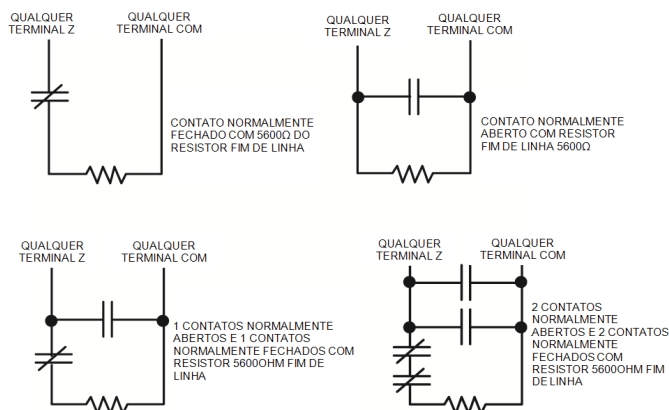 QUALQUER
TERMINAL Z
QUALQUER
TERMINAL COM
CONTATO NORMALMENTE
FECHADO COM 5600Ω DO
RESISTOR FIM DE LINHA
QUALQUER
TERMINAL Z
QUALQUER
TERMINAL COM
CONTATO NORMALMENTE
ABERTO COM RESISTOR
FIM DE LINHA 5600Ω
QUALQUER
TERMINAL Z
QUALQUER
TERMINAL COM
1 CONTATOS NORMALMENTE
ABERTOS E 1 CONTATOS
NORMALMENTE FECHADOS COM
RESISTOR 5600OHM FIM DE
LINHA
QUALQUER
TERMINAL Z
QUALQUER
TERMINAL COM
2 CONTATOS
NORMALMENTE
ABERTOS E 2 CONTATOS
NORMALMENTE
FECHADOS COM
RESISTOR 5600OHM FIM
DE LINHA